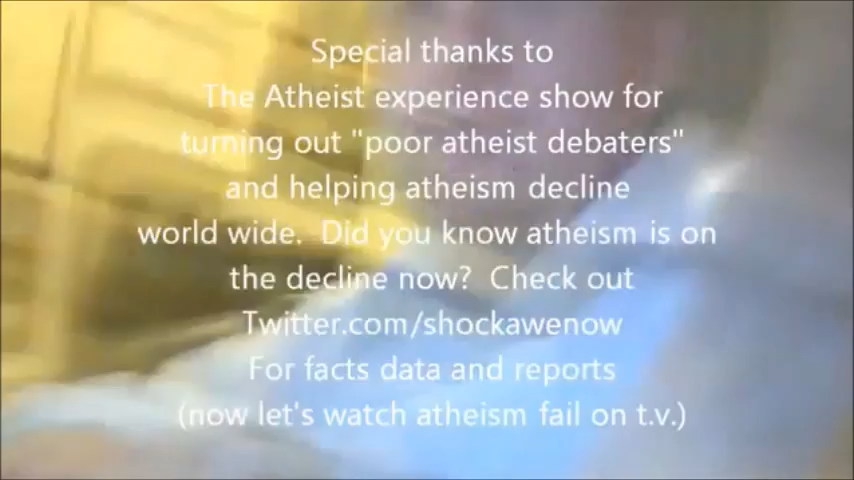 Special thanks to
The Atheist experience show for
turning out "poor atheist debaters"
and helping atheism decline
world wide.  Did you know atheism is on
the decline now?  Check out
Twitter.com/shockawenow
For facts data and reports
(now let's watch atheism fail on t.v.)